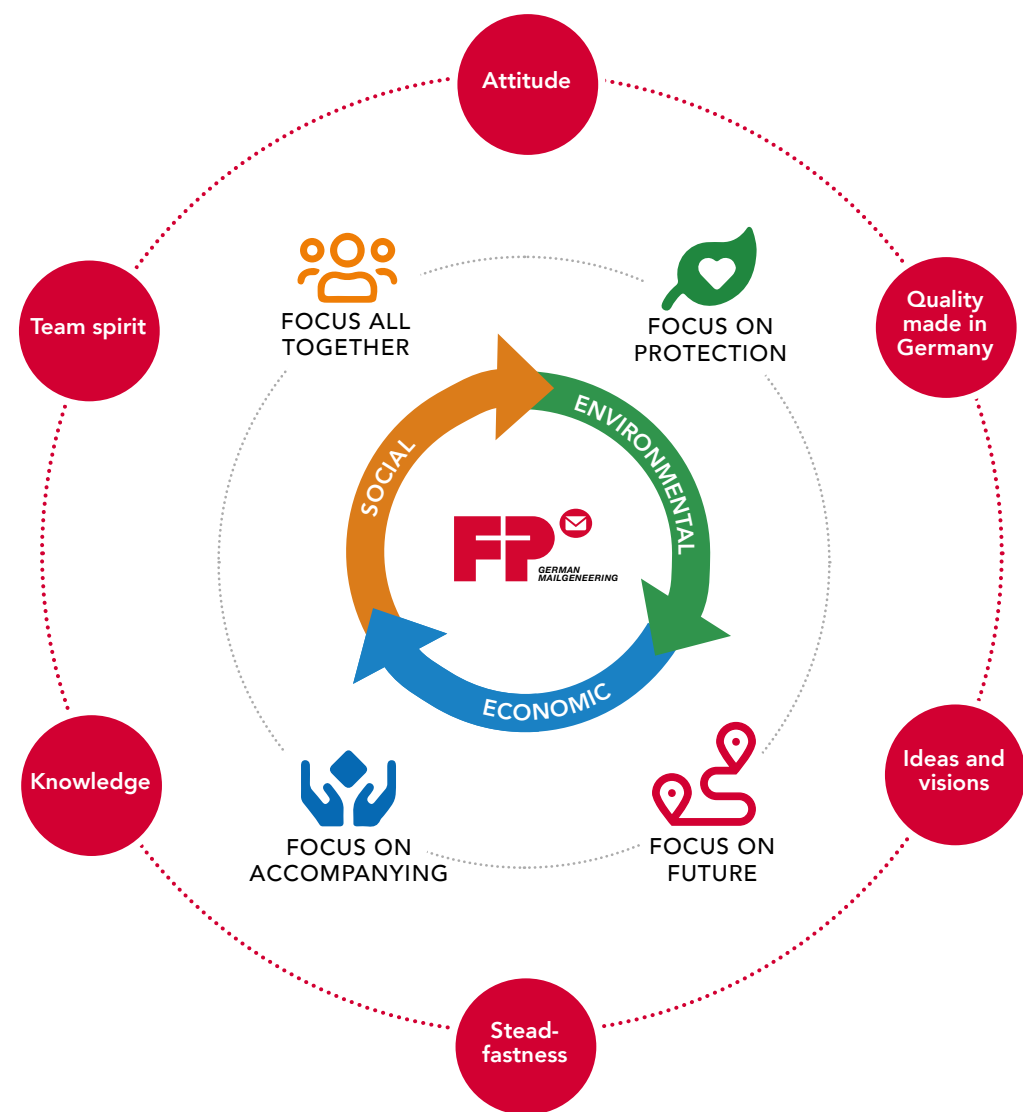 Attitude
Team spirit
Quality
made in
Germany
FOCUS ALL
TOGETHER
FOCUS ON
PROTECTION
SOCIAL
ENVIRONMENTAL
FP
GERMAN
MAILGENEERING
ECONOMIC
Knowledge
Ideas and
visions
FOCUS ON
ACCOMPANYING
FOCUS ON
FUTURE
Stead-
fastness